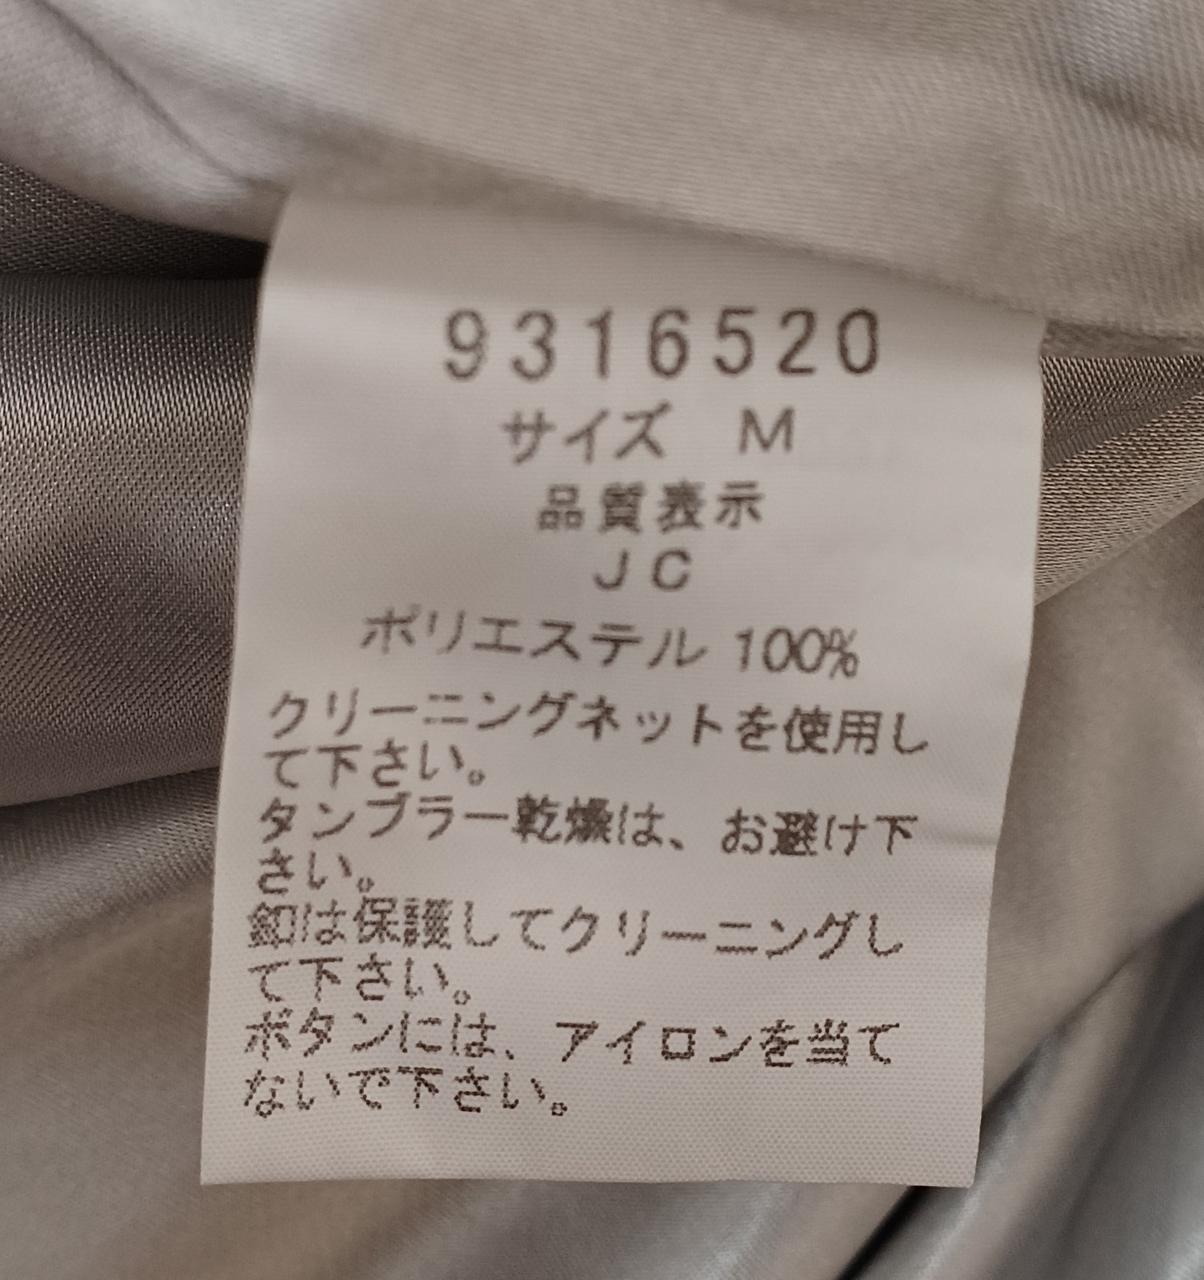 9316520
サイズ　M
品質表示
JC
ポリエステル 100%
クリーニングネットを使用し
て下さい。
タンブラー乾燥は、お避け下
さい。
釦は保護してクリーニングし
て下さい。
ボタンには、アイロンを当て
ないで下さい。